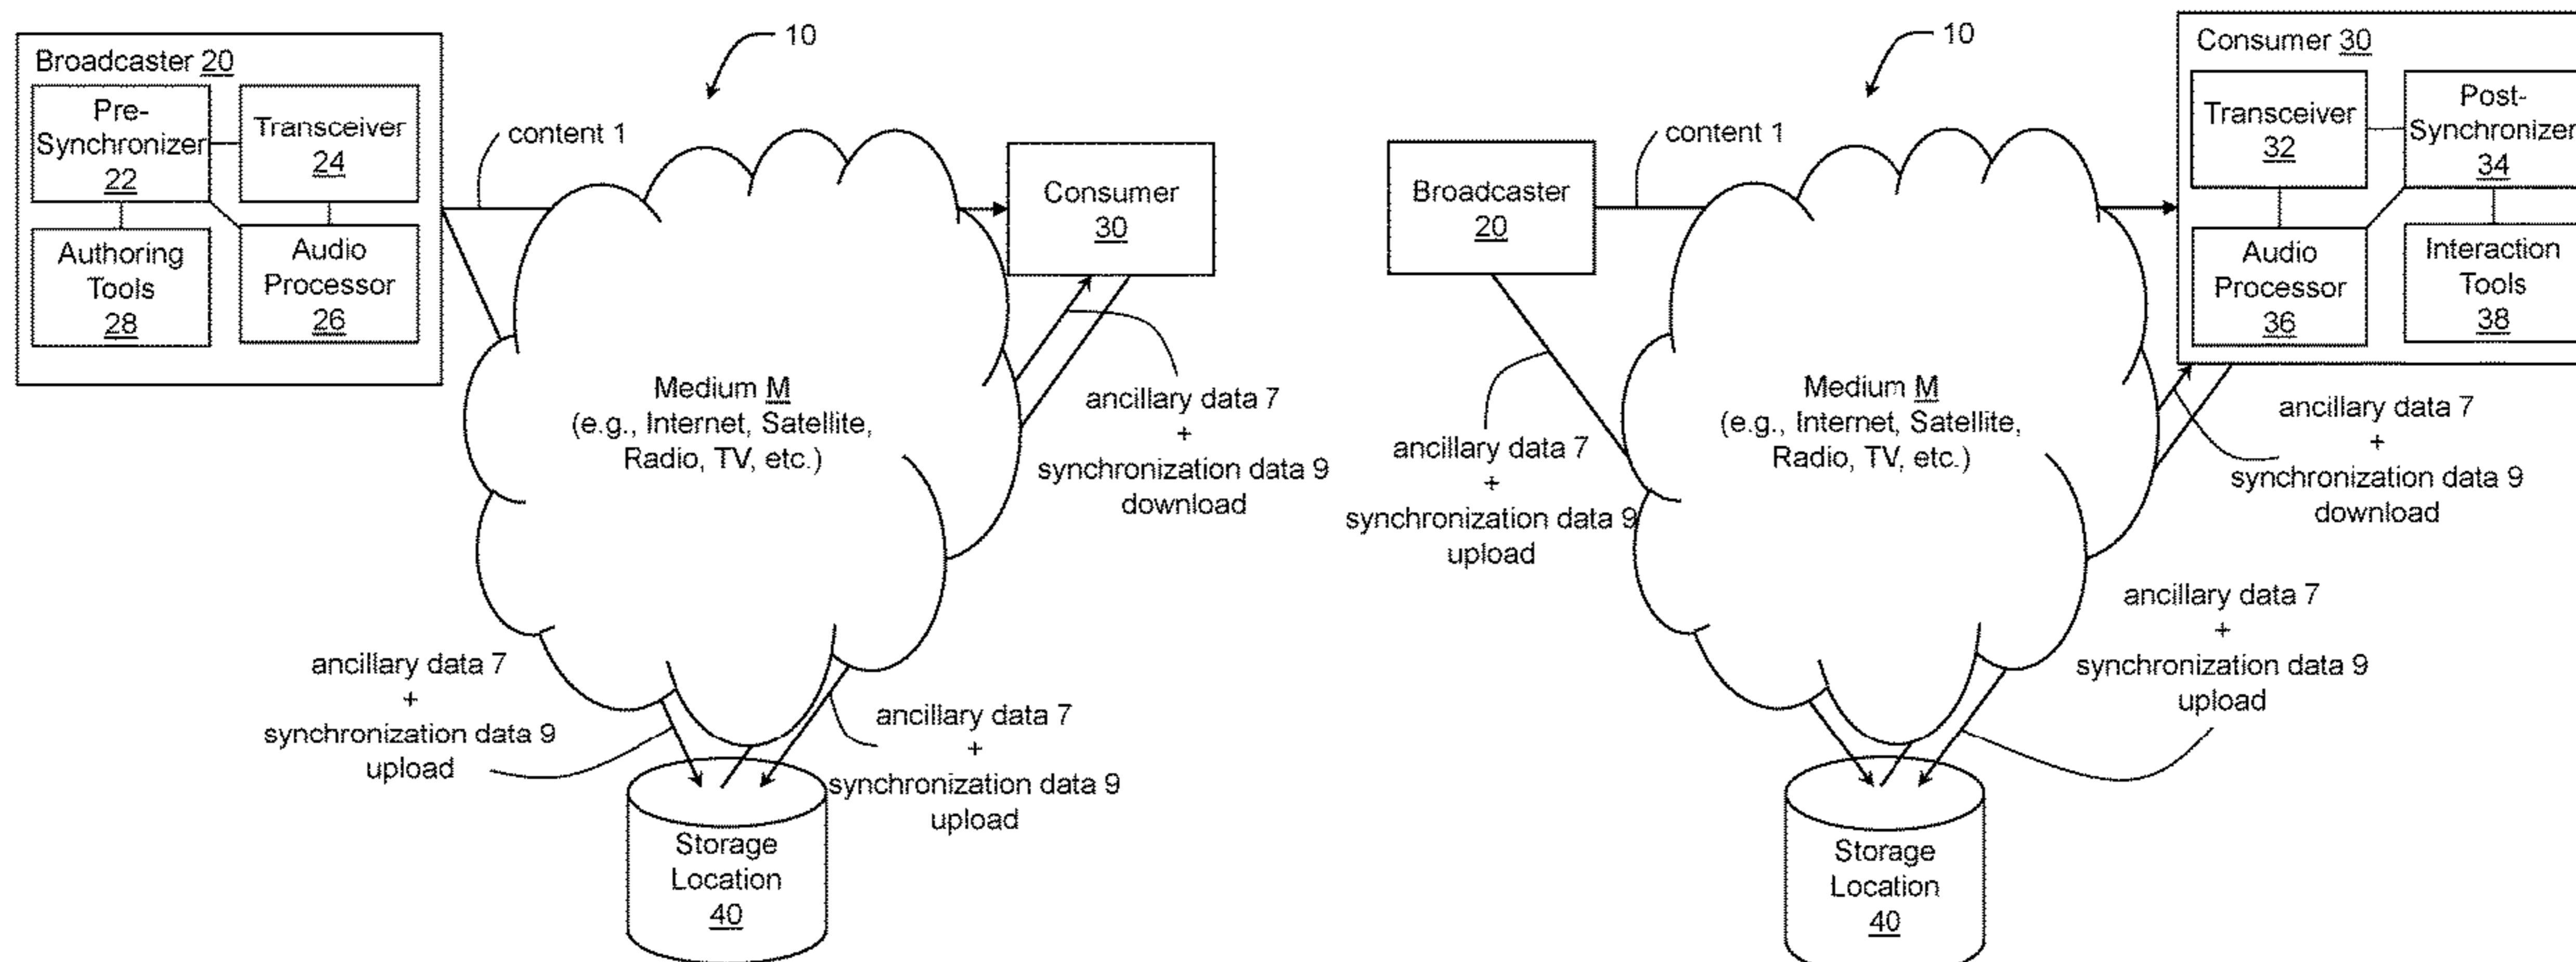 10
Broadcaster 20
Pre-
Synchronizer
22
Transceiver
24
Authoring
Tools
28
Audio
Processor
26
content 1
Consumer
30
Medium M
(e.g., Internet, Satellite,
Radio, TV, etc.)
ancillary data 7
+
synchronization data 9
download
ancillary data 7
+
synchronization data 9
upload
ancillary data 7
+
synchronization data 9
upload
Storage
Location
40
10
Broadcaster
20
content 1
Consumer 30
Transceiver
32
Post-
Synchronizer
34
Audio
Processor
36
Interaction
Tools
38
Medium M
(e.g., Internet, Satellite,
Radio, TV, etc.)
ancillary data 7
+
synchronization data 9
upload
ancillary data 7
+
synchronization data 9
download
ancillary data 7
+
synchronization data 9
upload
Storage
Location
40